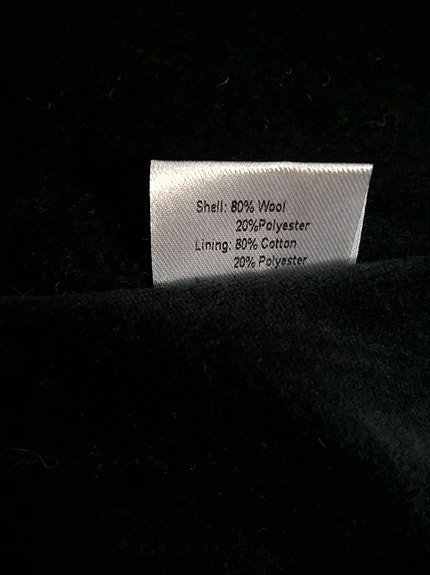 Shell: 80% Wool
20%Polyester
Lining: 80% Cotton
20% Polyester